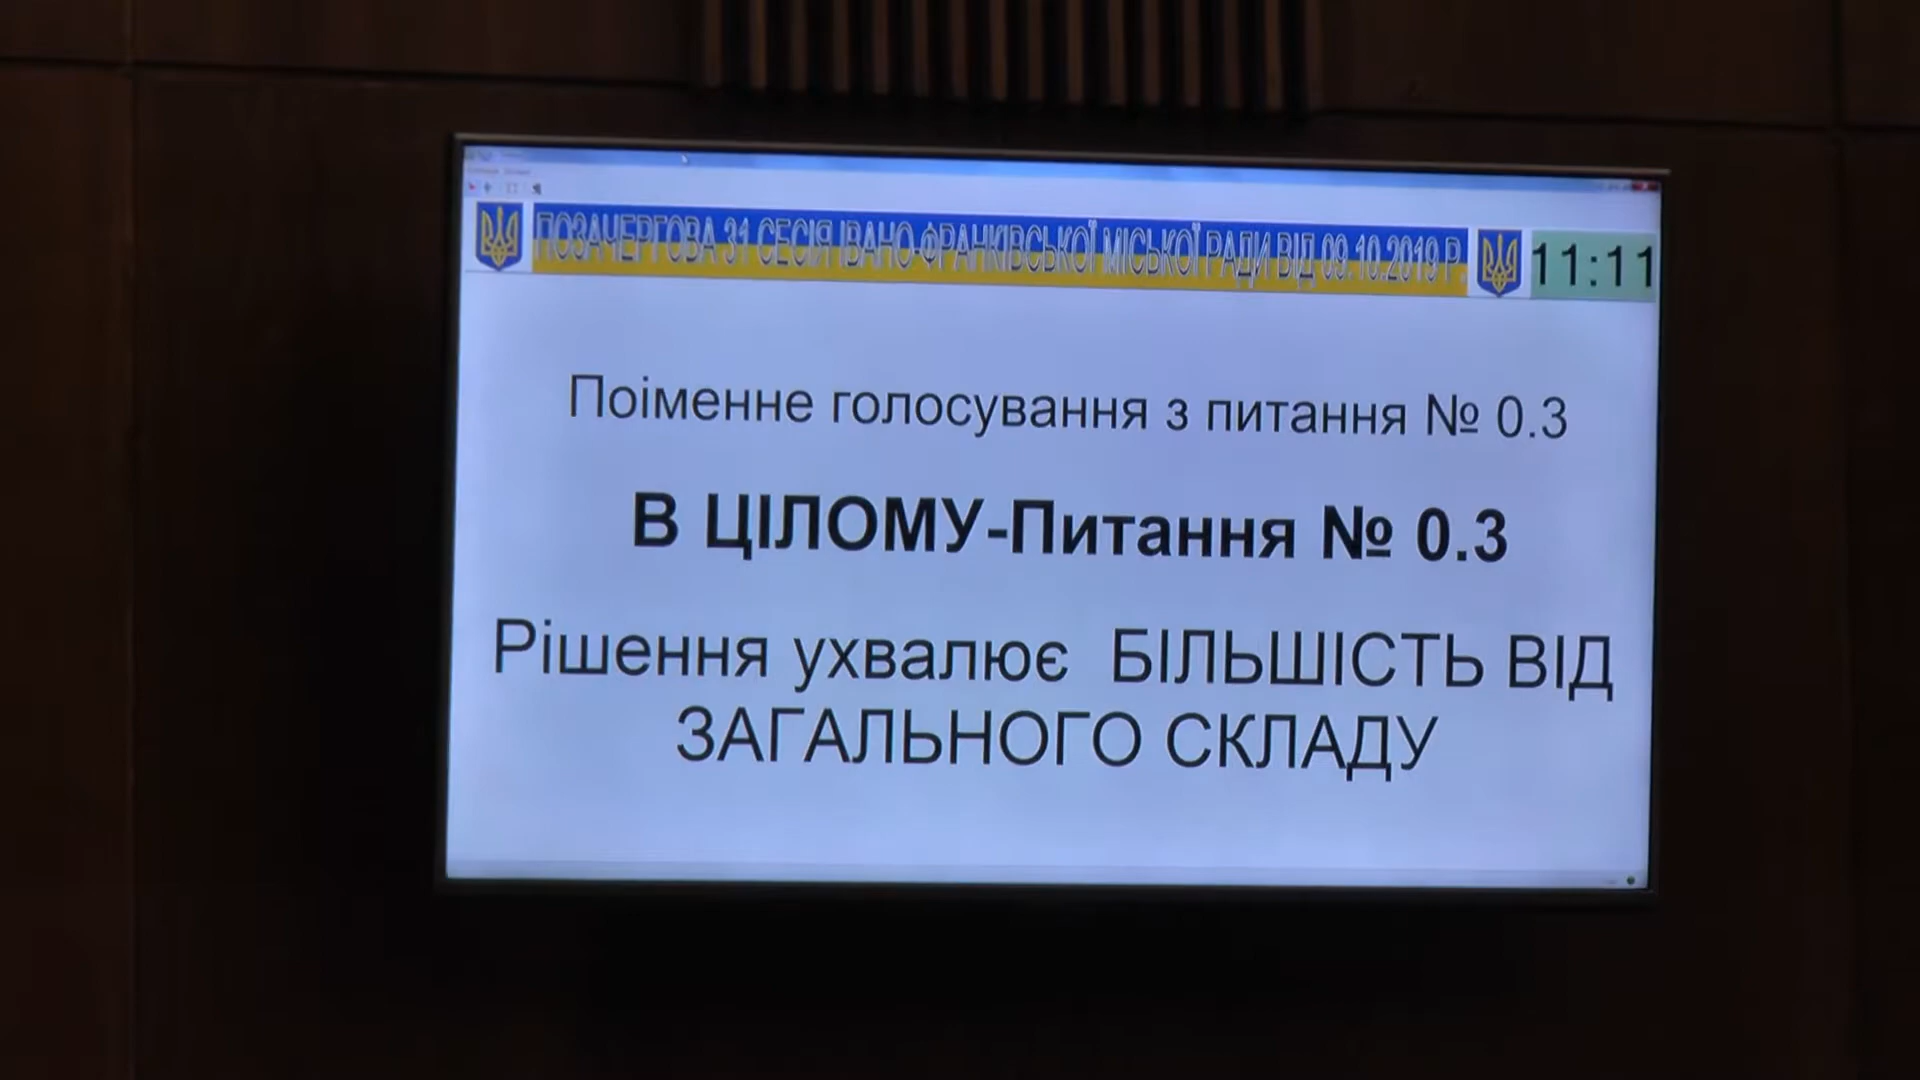 ПОЗАЧЕРГОВА 31 СЕСІЯ ІВАНО-ФРАНКІВСЬКОЇ МІСЬКОЇ РАДИ ВІД 09.10.2019 Р.
11:11
Поіменне голосування з питання № 0.3
В ЦІЛОМУ-Питання № 0.3
Рішення ухвалює БІЛЬШІСТЬ ВІД
ЗАГАЛЬНОГО СКЛАДУ